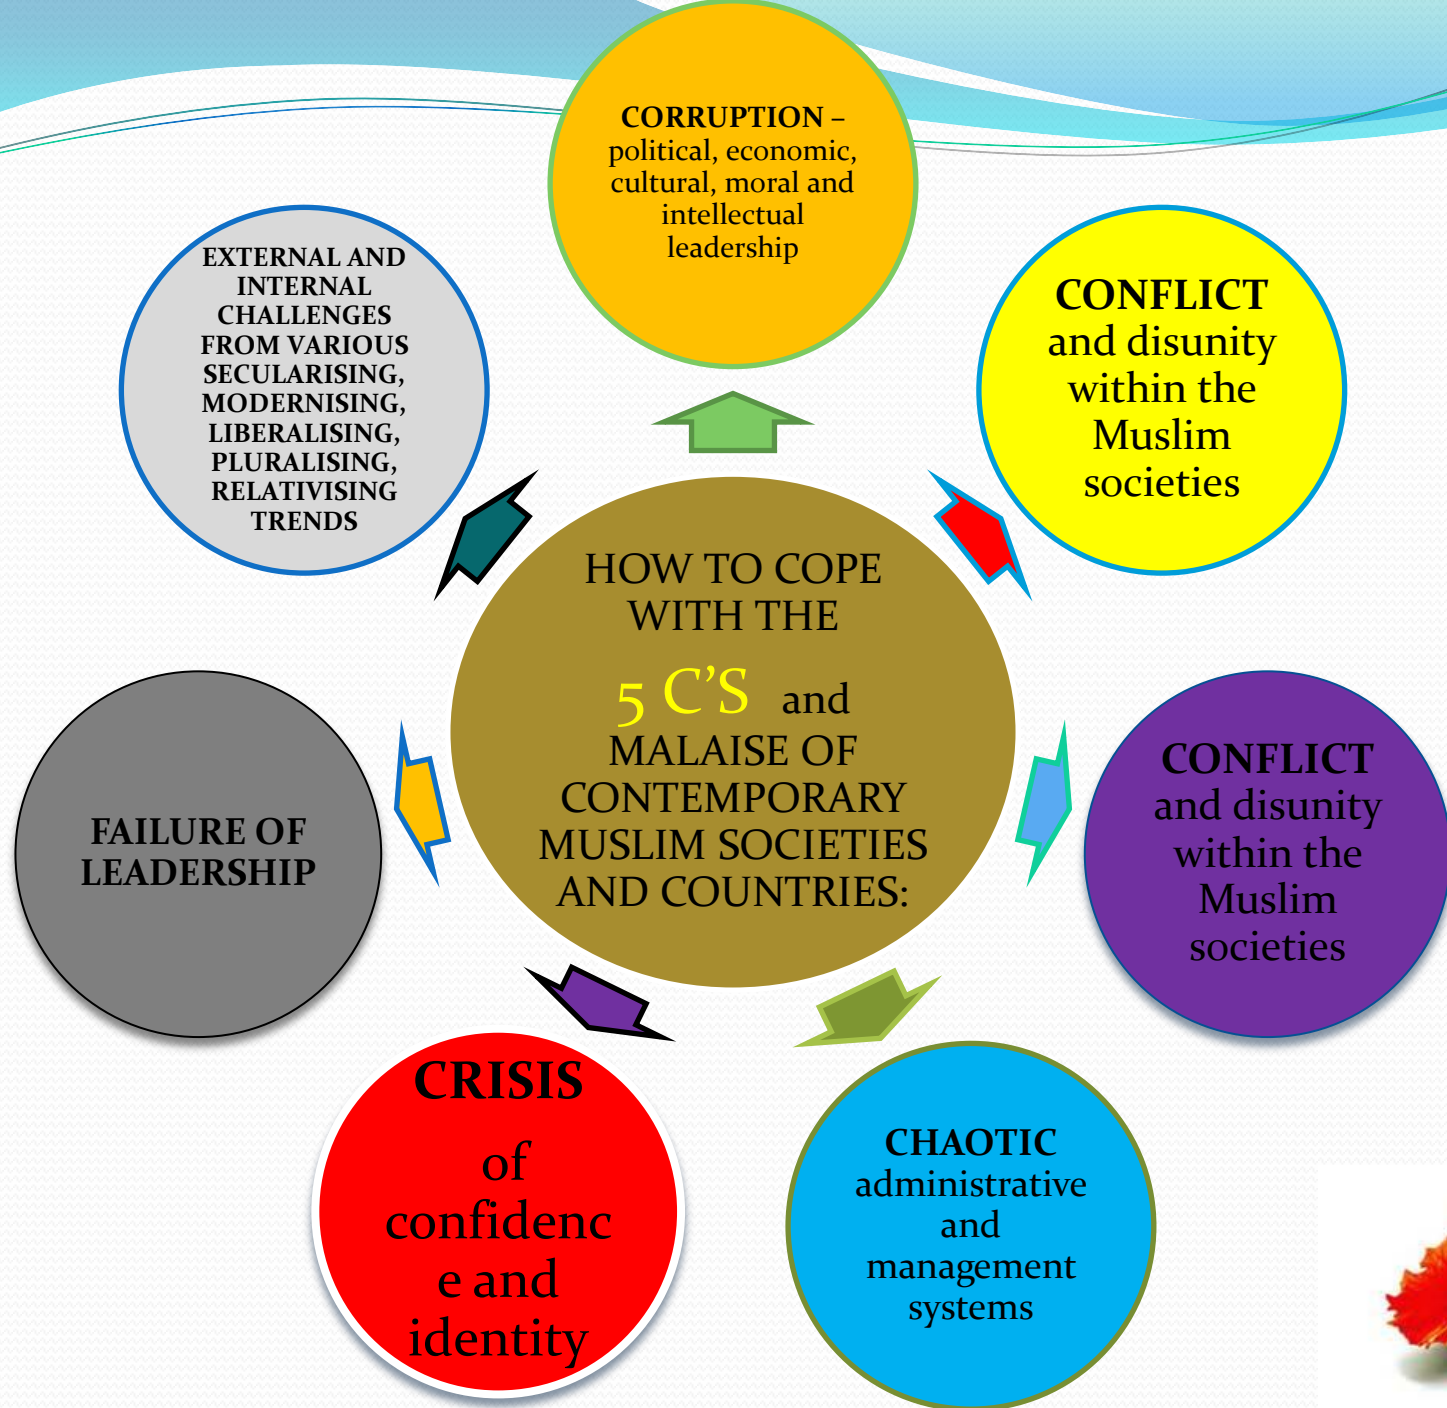 CORRUPTION –
political, economic,
cultural, moral and
intellectual
leadership
CONFLICT
and disunity
within the
Muslim
societies
CONFLICT
and disunity
within the
Muslim
societies
CHAOTIC
administrative
and
management
systems
CRISIS
of
confidenc
e and
identity
FAILURE OF
LEADERSHIP
EXTERNAL AND
INTERNAL
CHALLENGES
FROM VARIOUS
SECULARISING,
MODERNISING,
LIBERALISING,
PLURALISING,
RELATIVISING
TRENDS
HOW TO COPE
WITH THE
5 C’S and
MALAISE OF
CONTEMPORARY
MUSLIM SOCIETIES
AND COUNTRIES: